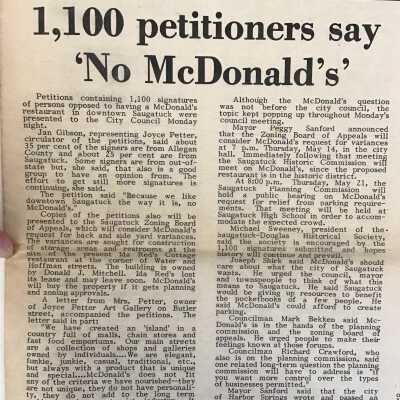 1,100 petitioners say
'No McDonald's'
Petitions containing 1,100 signatures
of persons opposed to having a McDonald's
restaurant in downtown Saugatuck were
presented to the City Council Monday
night.
Jan Gibson, representing Joyce Petter,
circulator of the petitions, said about
35 per cent of the signers are from Allegan
County and about 25 per cent are from
Saugatuck. Some signers are from out-of-
state but, she said, that also is a good
group to have an opinion from. The
effort to get even more signatures is
continuing, she said.
The petition said "Because we like
downtown Saugatuck the way it is, no
McDonald's."
Copies of the petitions also will be
presented to the Saugatuck Zoning Board
of Appeals, which will consider McDonald's
request for back and side yard variances.
The variances are sought for construction
of storage areas and restrooms at the
site of the present Ida Red's Cottage
restaurant at the corner of Water and
Hoffman streets. The building is owned
by Donald J. Mitchell. Ida Red's lost
its lease and may leave soon. McDonald's
will buy the property if it gets planning
and zoning approval.
A letter from Mrs. Petter, owner
of Joyce Petter Art Gallery on Butler
street, accompanied the petitions. The
letter said in part:
"We have created an 'island' in a
country full of malls, chain stores and
fast food emporiums. Our main streets
are a collection of shops and galleries
owned by individuals....We are elegant,
funkie, junkie, casual, traditional, etc.,
but always with a product that is unique
and special....McDonald's does not fit
any of the criteria we have nourished—they
are not unique, they do not have personali-
ty, they do not add to the long term
Although the McDonald's question
was not before the city council, the
topic kept popping up throughout Monday's
council meeting.
Mayor Peggy Sanford announced
that the Zoning Board of Appeals will
consider McDonald's request for variances
at 7 p.m. Thursday, May 14, in the city
hall. Immediately following that meeting
the Saugatuck Historic Commission will
meet on McDonald's, since the proposed
restaurant is in the historic district.
At 8:00 p.m. Thursday, May 21, the
Saugatuck Planning Commission will
hold a public hearing on McDonald's
request for relief from parking require-
ments. That meeting will be held at
Saugatuck High School in order to accom-
modate the expected crowd.
Michael Sweeney, president of the
Saugatuck-Douglas Historical Society,
said the society is encouraged by the
1,100 signatures submitted and hopes
history will continue and prevail.
Joseph Blek said McDonald's should
care about what the city of Saugatuck
wants. He urged the council, mayor
and townspeople to think of what this
means to Saugatuck. He said Saugatuck
would be giving up resources to benefit
the pocketbooks of a few people. He
said McDonald's could afford to create
parking.
Councilman Mark Bekken said Mc-
Donald's is in the hands of the planning
commission and the zoning board of
appeals. He urged people to make their
feelings known at those forums.
Councilman Richard Crawford, who
also is on the planning commission, said
one related long-term question the planning
commission will have to address is "do
you want more control over the types
of businesses permitted."
Mayor Sanford said that the city
of Harbor Springs wrote and passed an